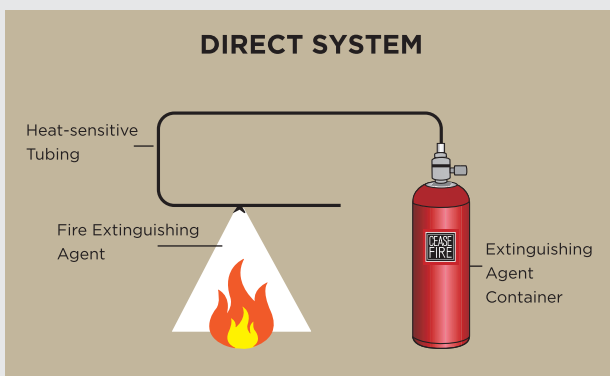 DIRECT SYSTEM
Heat-sensitive
Tubing
Fire Extinguishing
Agent
CEASE
FIRE
Extinguishing
Agent
Container